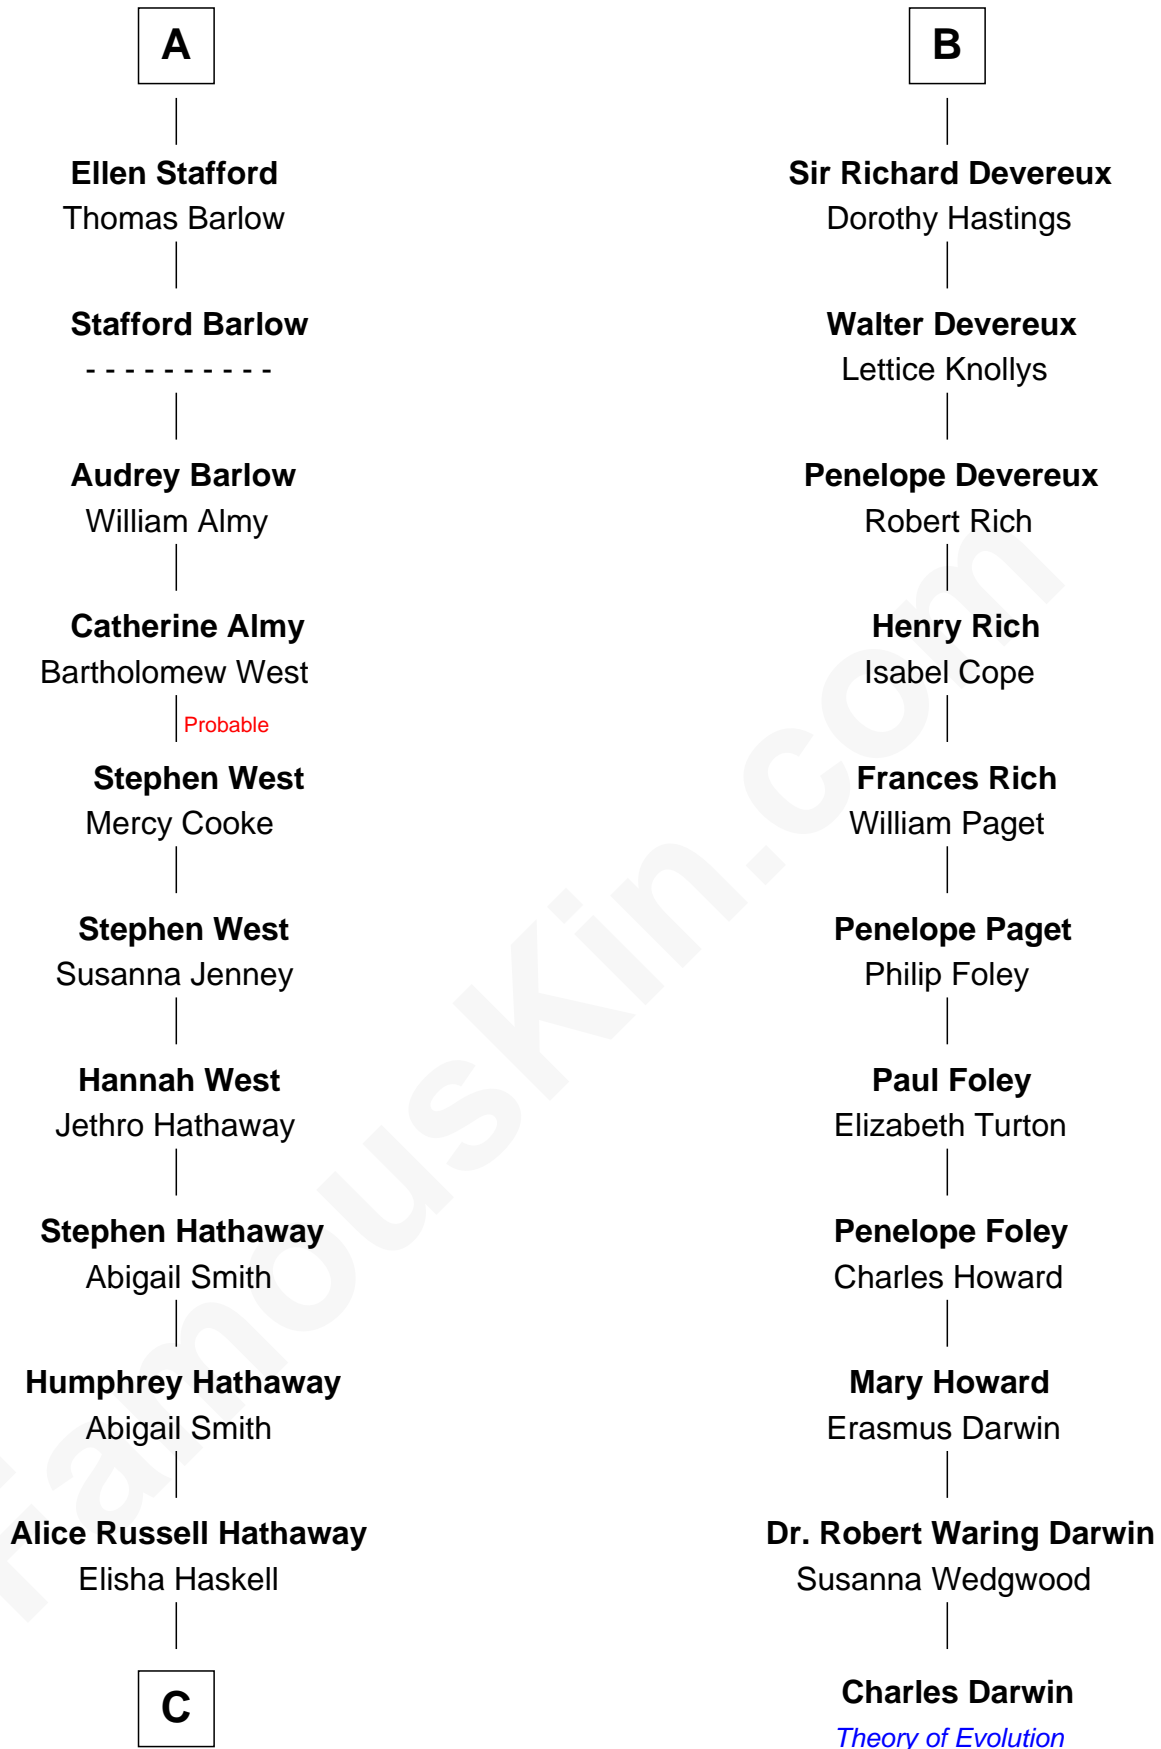 A
Ellen Stafford
Thomas Barlow
Stafford Barlow
- - - - - - - - - -
Audrey Barlow
William Almy
Catherine Almy
Bartholomew West
Probable
Stephen West
Mercy Cooke
Stephen West
Susanna Jenney
Hannah West
Jethro Hathaway
Stephen Hathaway
Abigail Smith
Humphrey Hathaway
Abigail Smith
Alice Russell Hathaway
Elisha Haskell
C
B
Sir Richard Devereux
Dorothy Hastings
Walter Devereux
Lettice Knollys
Penelope Devereux
Robert Rich
Henry Rich
Isabel Cope
Frances Rich
William Paget
Penelope Paget
Philip Foley
Paul Foley
Elizabeth Turton
Penelope Foley
Charles Howard
Mary Howard
Erasmus Darwin
Dr. Robert Waring Darwin
Susanna Wedgwood
Charles Darwin
Theory of Evolution
FamousKin.com